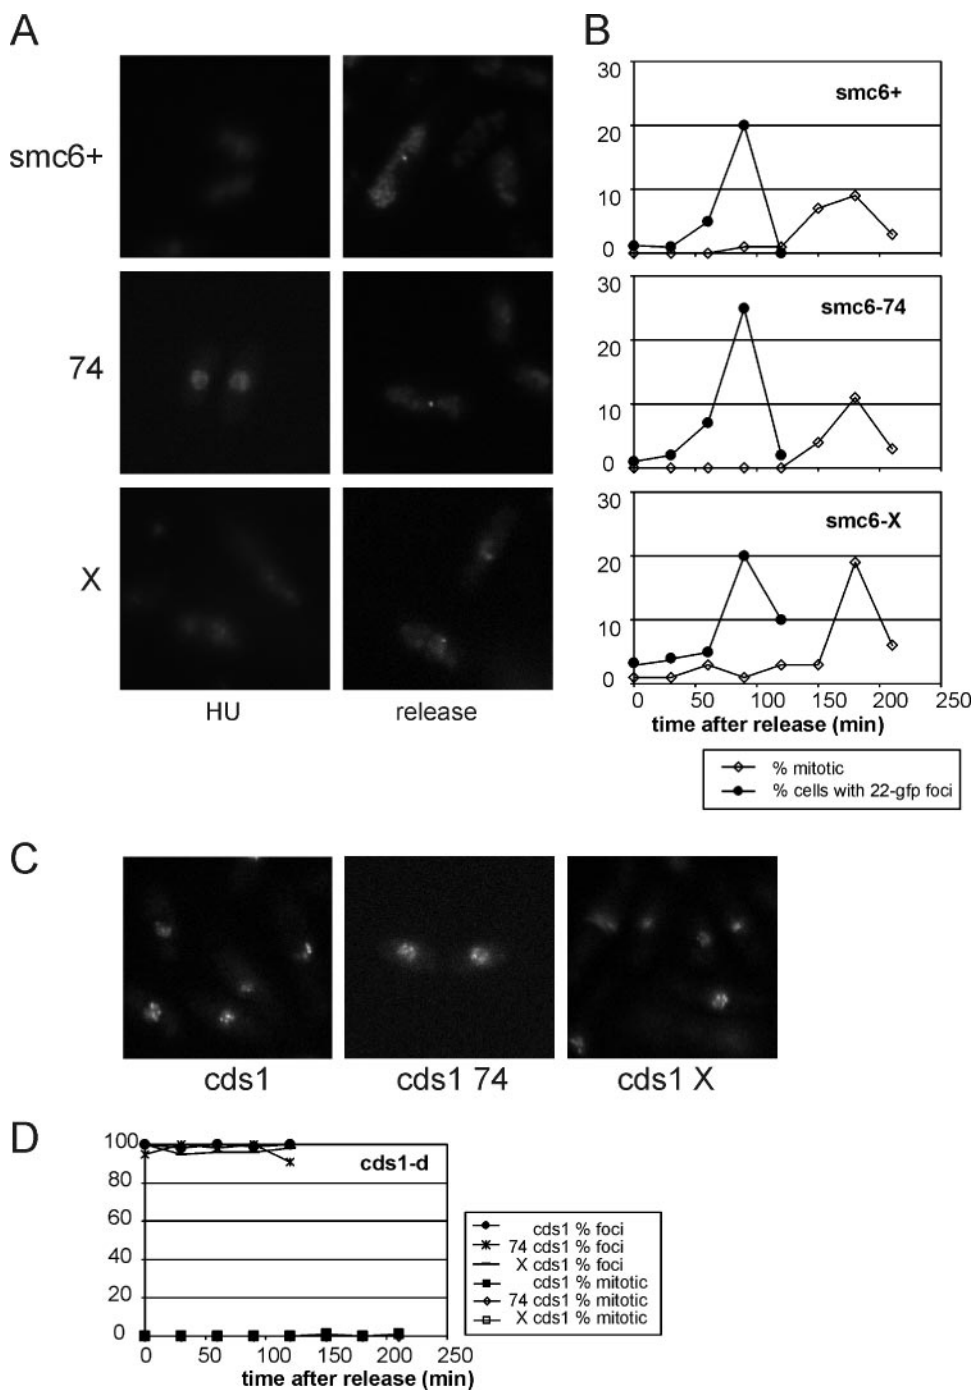 A
B
smc6+
74
X
HU release
30
20
10
0
smc6+
30
20
10
0
smc6-74
30
20
10
0
smc6-X
0 50 100 150 200 250
time after release (min)
% mitotic
% cells with 22-gfp foci
C
cds1 cds1 74 cds1 X
D
100
80
60
40
20
0
cds1-d
0 50 100 150 200 250
time after release (min)
cds1 % foci
74 cds1 % foci
X cds1 % foci
cds1 % mitotic
74 cds1 % mitotic
X cds1 % mitotic